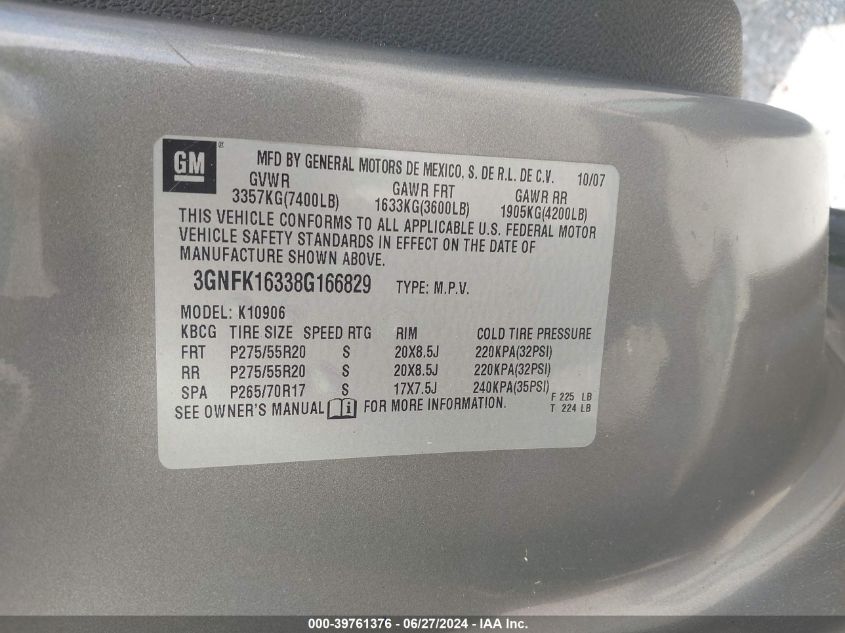 GM ® MFD BY GENERAL MOTORS DE MEXICO, S. DE R.L. DE C.V. 10/07
GVWR GAWR FRT GAWR RR
3357KG(7400LB) 1633KG(3600LB) 1905KG(4200LB)
THIS VEHICLE CONFORMS TO ALL APPLICABLE U.S. FEDERAL MOTOR
VEHICLE SAFETY STANDARDS IN EFFECT ON THE DATE OF
MANUFACTURE SHOWN ABOVE.
3GNFK16338G166829 TYPE: M.P.V.
MODEL: K10906
KBCG TIRE SIZE SPEED RTG RIM COLD TIRE PRESSURE
FRT P275/55R20 S 20X8.5J 220KPA(32PSI)
RR P275/55R20 S 20X8.5J 220KPA(32PSI)
SPA P265/70R17 S 17X7.5J 240KPA(35PSI)
SEE OWNER'S MANUAL i FOR MORE INFORMATION.
F 225 LB
T 224 LB
000-39761376 - 06/27/2024 - IAA Inc.